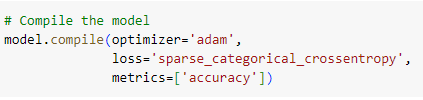 # Compile the model
model.compile(optimizer='adam',
              loss='sparse_categorical_crossentropy',
              metrics=['accuracy'])